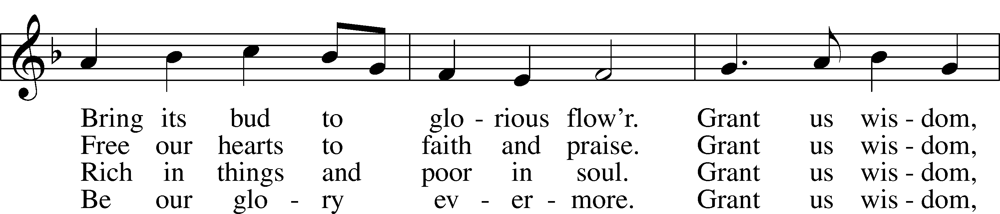 Bring its bud to glo - rious flow'r. Grant us wis - dom,
Free our hearts to faith and praise. Grant us wis - dom,
Rich in things and poor in soul. Grant us wis - dom,
Be our glo - ry ev - er - more. Grant us wis - dom,